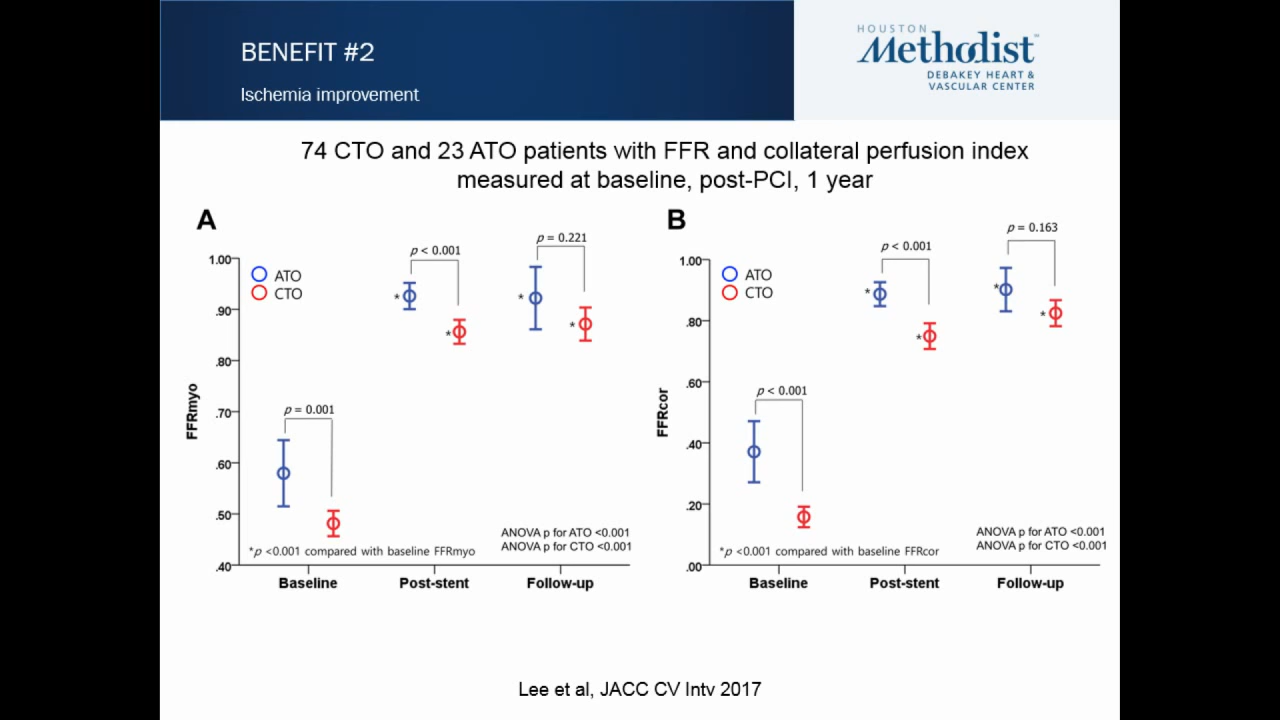 BENEFIT #2
Ischemia improvement
HOUSTON
Methodist
DEBAKEY HEART &
VASCULAR CENTER
74 CTO and 23 ATO patients with FFR and collateral perfusion index
measured at baseline, post-PCI, 1 year
A
FFRmyo
1.00
.90
.80
.70
.60
.50
.40
ATO
CTO
p = 0.001
p < 0.001
p = 0.221
*
*
*
*
ANOVA p for ATO <0.001
ANOVA p for CTO <0.001
*p <0.001 compared with baseline FFRmyo
Baseline
Post-stent
Follow-up
B
FFRcor
1.00
.80
.60
.40
.20
.00
ATO
CTO
p < 0.001
p < 0.001
p = 0.163
*
*
*
*
ANOVA p for ATO <0.001
ANOVA p for CTO <0.001
*p <0.001 compared with baseline FFRcor
Baseline
Post-stent
Follow-up
Lee et al, JACC CV Intv 2017